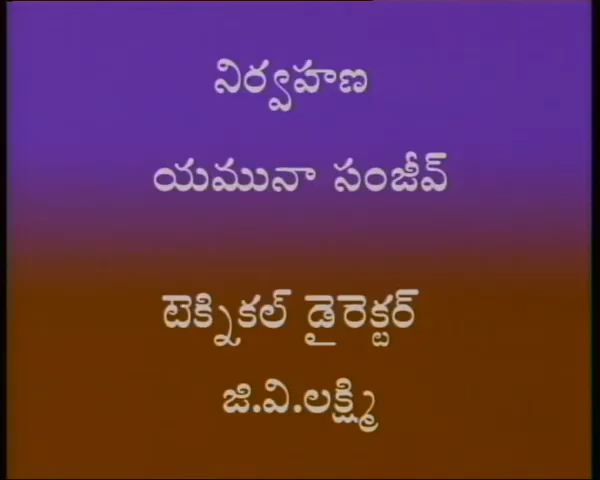 నిర్వహణ
యమునా సంజీవ్
టెక్నికల్ డైరెక్టర్
జి.వి.లక్ష్మి